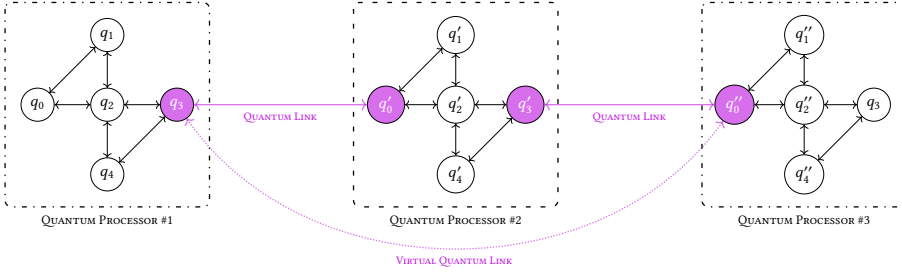 q₁ q′₁ q″₁
q₀ q₂ q₃ q′₀ q′₂ q′₃ q″₀ q″₂ q₃
QUANTUM LINK QUANTUM LINK
q₄ q′₄ q″₄
QUANTUM PROCESSOR #1 QUANTUM PROCESSOR #2 QUANTUM PROCESSOR #3
VIRTUAL QUANTUM LINK